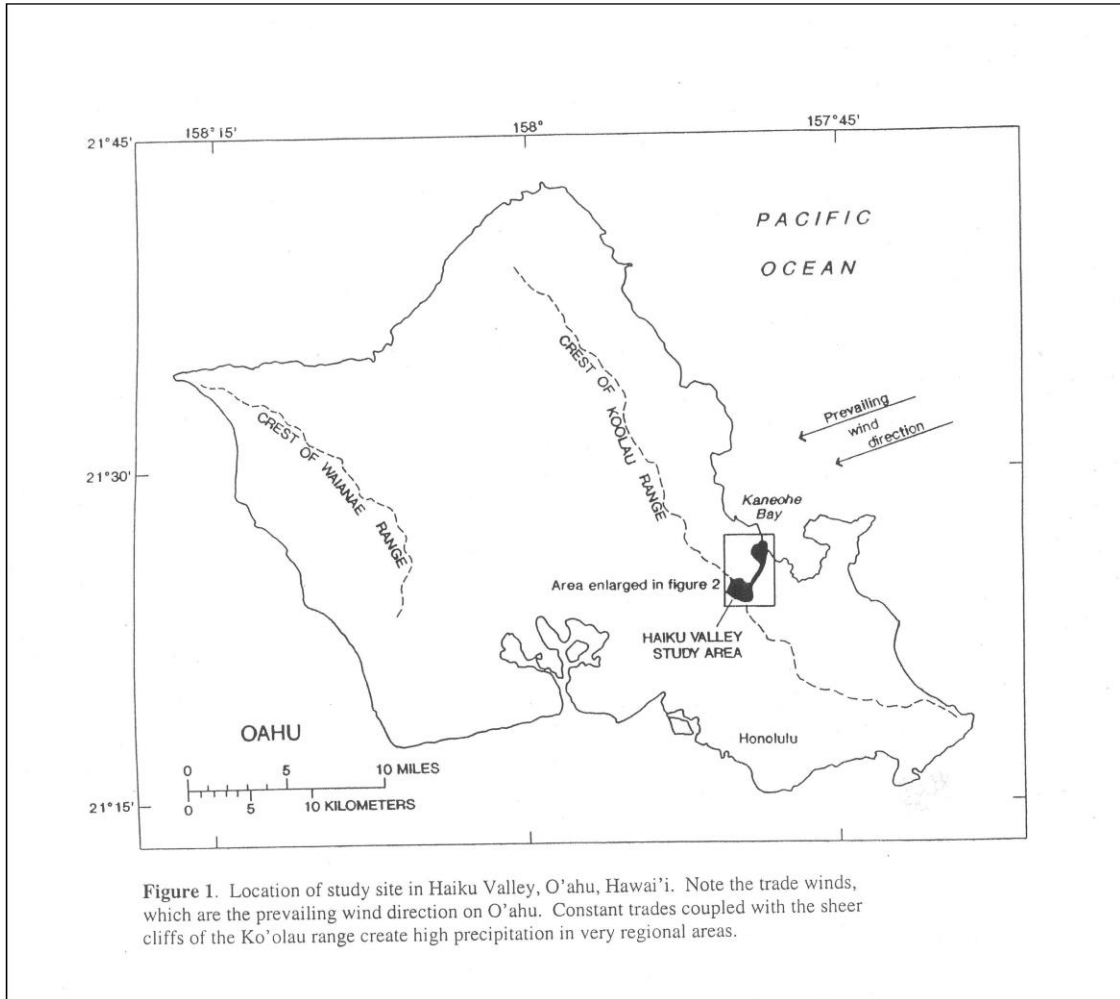 158°15'
158°
157°45'
21°45'
PACIFIC
OCEAN
CREST OF KOOLAU RANGE
CREST OF WAIANAE RANGE
Prevailing
wind
direction
21°30'
Kaneohe
Bay
Area enlarged in figure 2
HAIKU VALLEY
STUDY AREA
OAHU
Honolulu
0 5 10 MILES
0 5 10 KILOMETERS
21°15'
Figure 1. Location of study site in Haiku Valley, O'ahu, Hawai'i. Note the trade winds,
which are the prevailing wind direction on O'ahu. Constant trades coupled with the sheer
cliffs of the Ko'olau range create high precipitation in very regional areas.